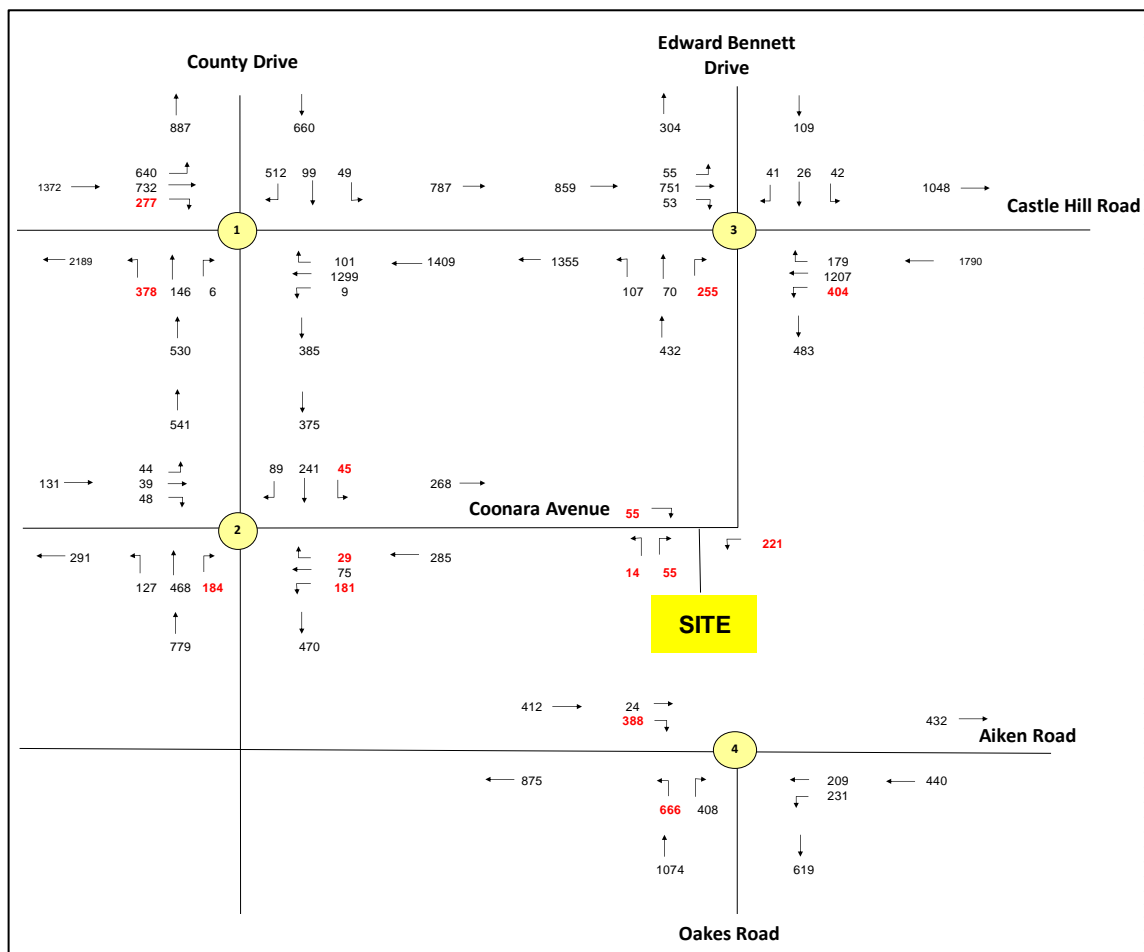 Edward Bennett
Drive
County Drive
887 660 304 109
640 512 99 49 55 41 26 42
1372 732 787 859 751 1048
277 53
Castle Hill Road
1 3
2189 101 1409 1355 179 1790
1299 1207
378 146 6 9 107 70 255 404
530 385 432 483
541 375
44 89 241 45
131 39 268
48
Coonara Avenue 55
2
291 29 285 221
75
127 468 184 181 14 55
SITE
779 470
412 24 432
388
Aiken Road
4
875 209 440
666 408 231
1074 619
Oakes Road